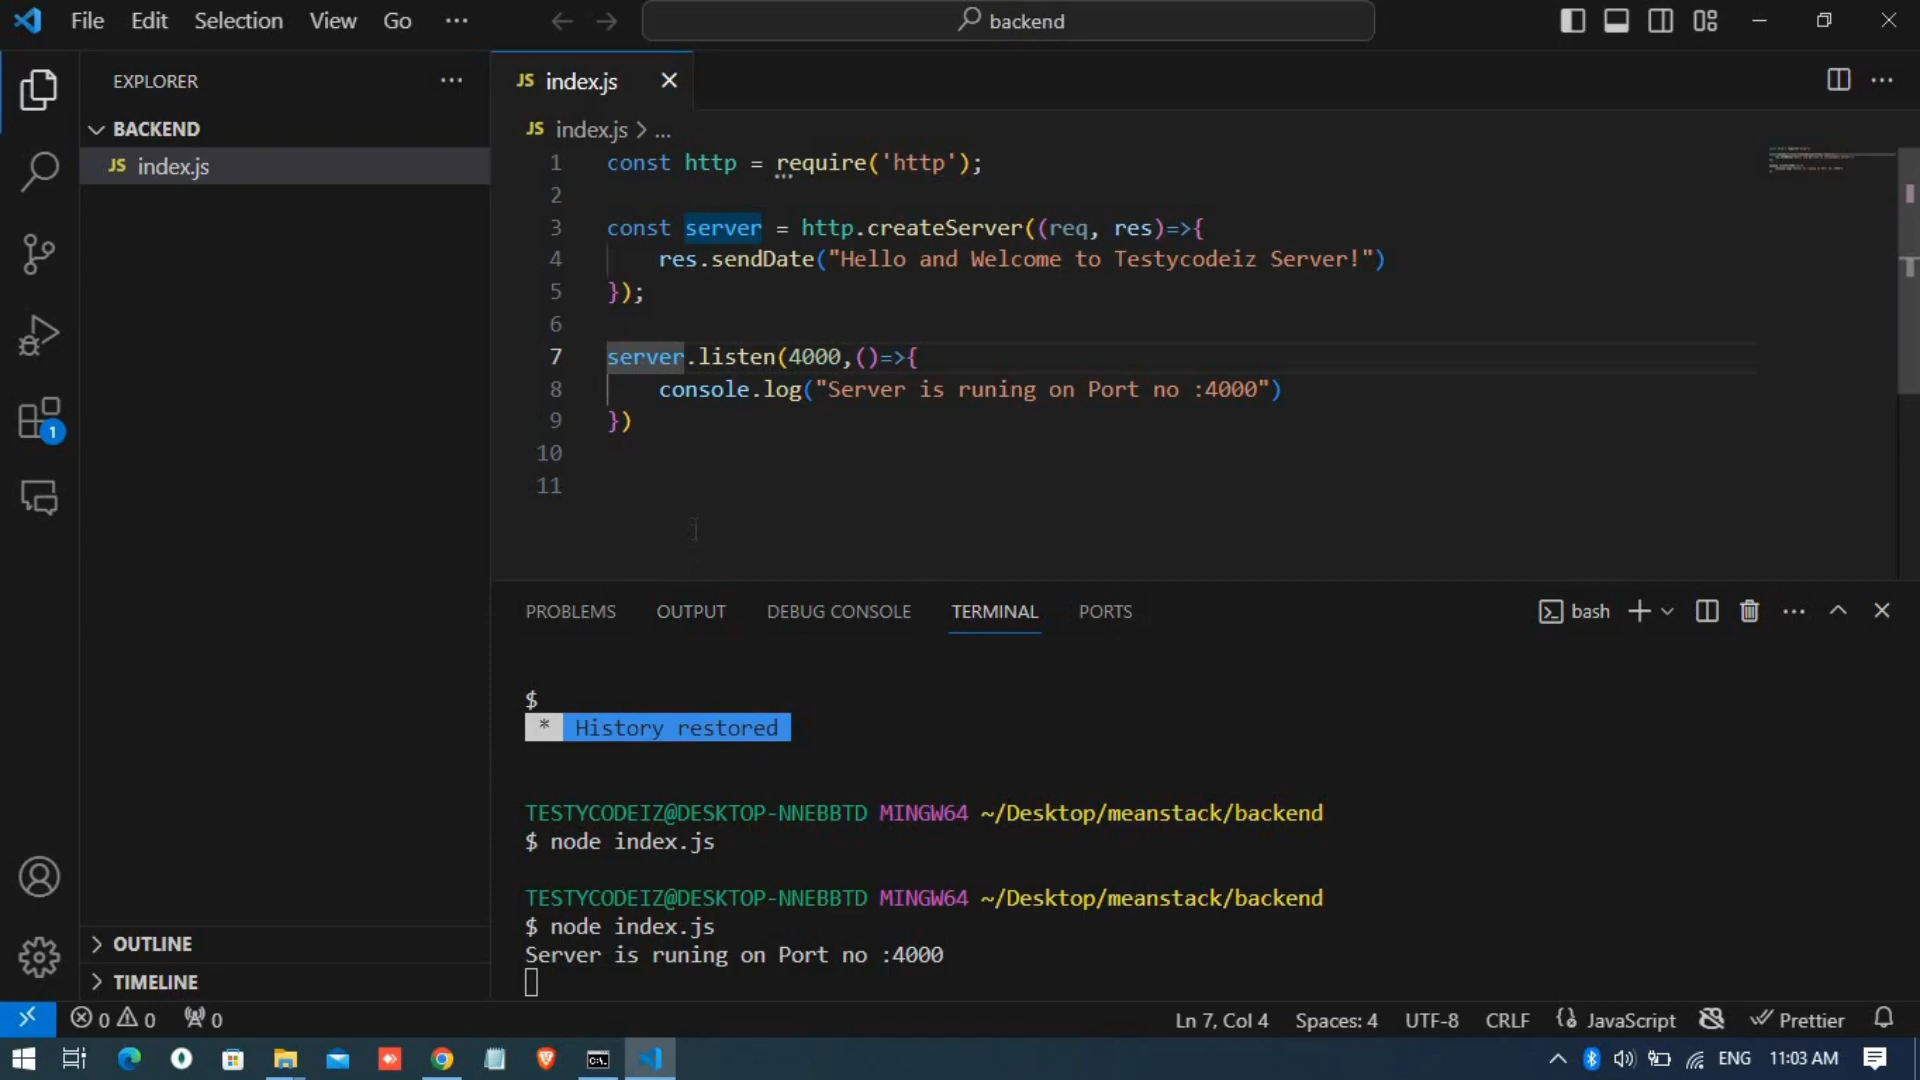 File Edit Selection View Go ... backend
EXPLORER ...
BACKEND
JS index.js
JS index.js
JS index.js > ...
1 const http = require('http');
2
3 const server = http.createServer((req, res)=>{
4 res.sendDate("Hello and Welcome to Testycodeiz Server!")
5 });
6
7 server.listen(4000,()=>{
8 console.log("Server is runing on Port no :4000")
9 })
10
11
1
PROBLEMS OUTPUT DEBUG CONSOLE TERMINAL PORTS bash
$
* History restored
TESTYCODEIZ@DESKTOP-NNEBBTD MINGW64 ~/Desktop/meanstack/backend
$ node index.js
TESTYCODEIZ@DESKTOP-NNEBBTD MINGW64 ~/Desktop/meanstack/backend
$ node index.js
Server is runing on Port no :4000
OUTLINE
TIMELINE
0 0 0 Ln 7, Col 4 Spaces: 4 UTF-8 CRLF {} JavaScript Prettier
ENG 11:03 AM